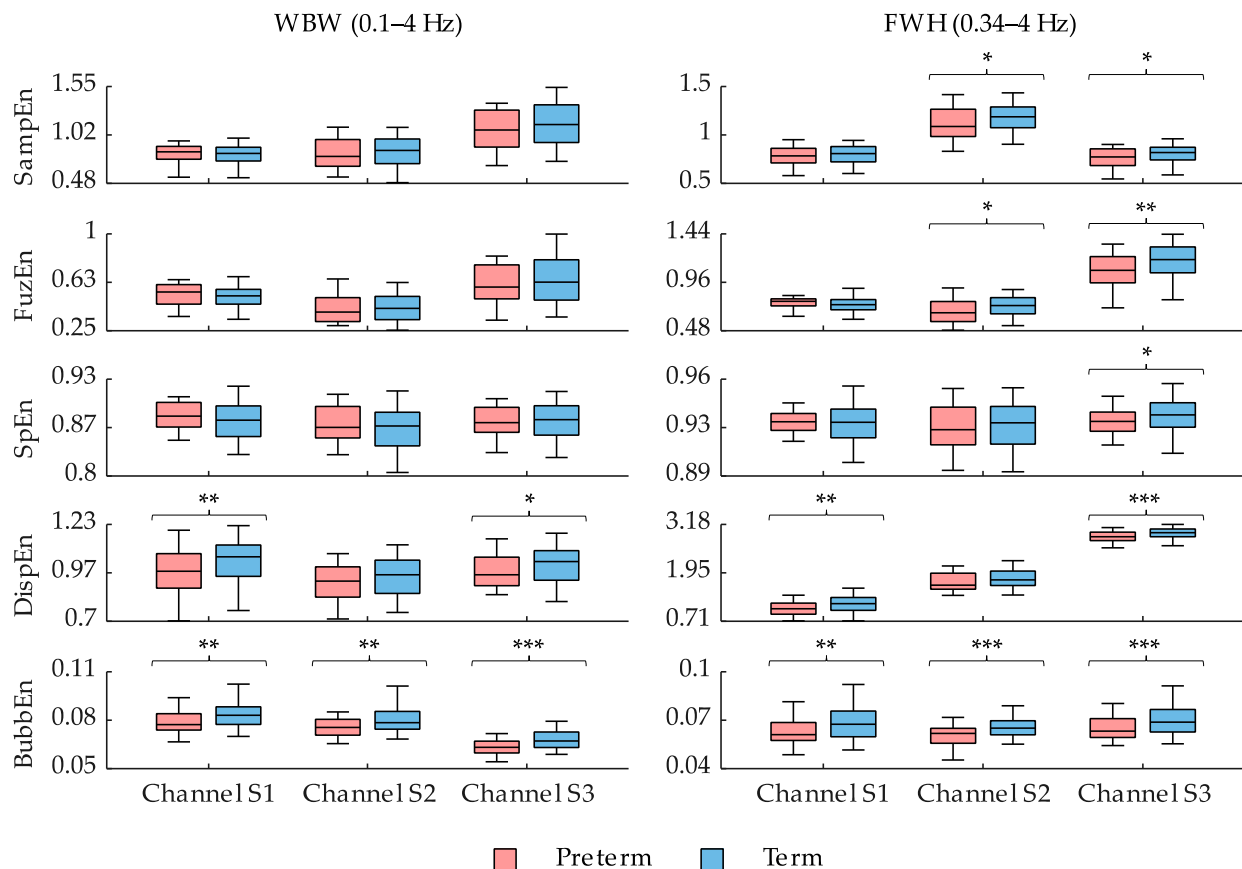 WBW (0.1–4 Hz) FWH (0.34–4 Hz)
* *
1.55 1.5
SampEn 1.02 1
0.48 0.5
* **
1 1.44
FuzEn 0.63 0.96
0.25 0.48
*
0.93 0.96
SpEn 0.87 0.93
0.8 0.89
** * ** ***
1.23 3.18
DispEn 0.97 1.95
0.7 0.71
** ** *** ** *** ***
0.11 0.1
BubbEn 0.08 0.07
0.05 0.04
Channel S1 Channel S2 Channel S3 Channel S1 Channel S2 Channel S3
Preterm Term